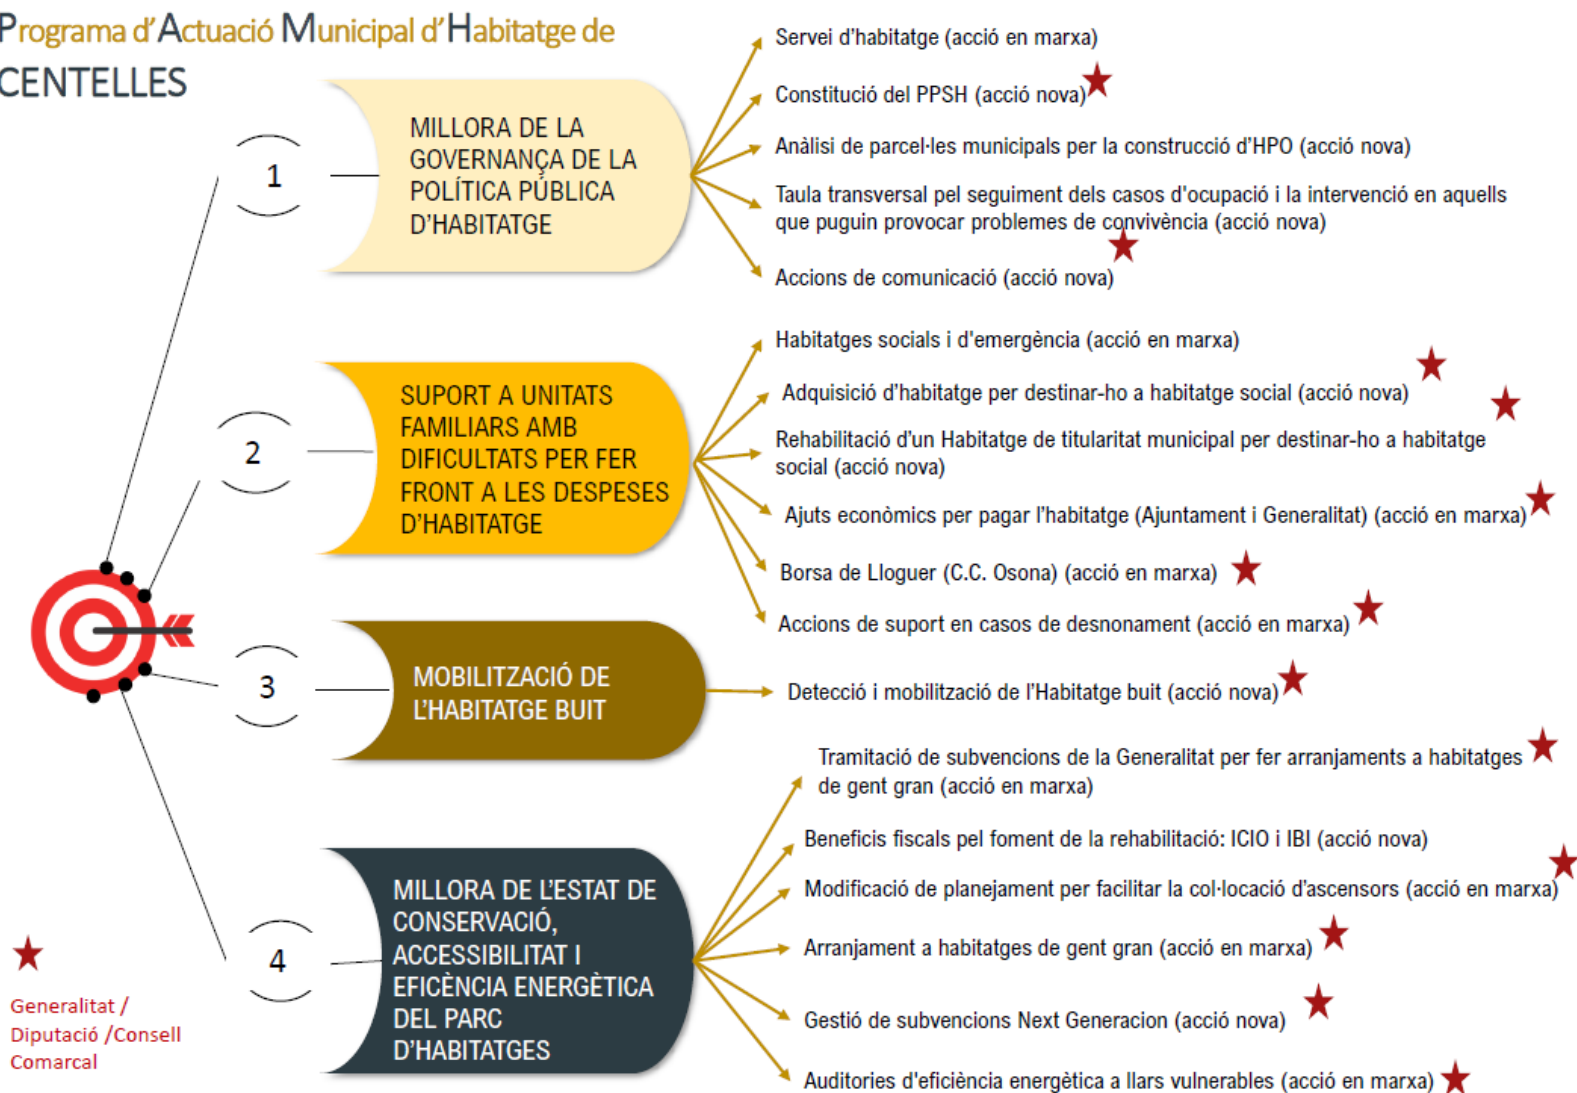 Programa d'Actuació Municipal d'Habitatge de
CENTELLES
1
MILLORA DE LA
GOVERNANÇA DE LA
POLÍTICA PÚBLICA
D'HABITATGE
Servei d'habitatge (acció en marxa)
Constitució del PPSH (acció nova)
Anàlisi de parcel·les municipals per la construcció d'HPO (acció nova)
Taula transversal pel seguiment dels casos d'ocupació i la intervenció en aquells
que puguin provocar problemes de convivència (acció nova)
Accions de comunicació (acció nova)
2
SUPORT A UNITATS
FAMILIARS AMB
DIFICULTATS PER FER
FRONT A LES DESPESES
D'HABITATGE
Habitatges socials i d'emergència (acció en marxa)
Adquisició d'habitatge per destinar-ho a habitatge social (acció nova)
Rehabilitació d'un Habitatge de titularitat municipal per destinar-ho a habitatge
social (acció nova)
Ajuts econòmics per pagar l'habitatge (Ajuntament i Generalitat) (acció en marxa)
Borsa de Lloguer (C.C. Osona) (acció en marxa)
Accions de suport en casos de desnonament (acció en marxa)
3
MOBILITZACIÓ DE
L'HABITATGE BUIT
Detecció i mobilització de l'Habitatge buit (acció nova)
4
MILLORA DE L'ESTAT DE
CONSERVACIÓ,
ACCESSIBILITAT I
EFICÈNCIA ENERGÈTICA
DEL PARC
D'HABITATGES
Tramitació de subvencions de la Generalitat per fer arranjaments a habitatges
de gent gran (acció en marxa)
Beneficis fiscals pel foment de la rehabilitació: ICIO i IBI (acció nova)
Modificació de planejament per facilitar la col·locació d'ascensors (acció en marxa)
Arranjament a habitatges de gent gran (acció en marxa)
Gestió de subvencions Next Generacion (acció nova)
Auditories d'eficiència energètica a llars vulnerables (acció en marxa)
Generalitat /
Diputació /Consell
Comarcal